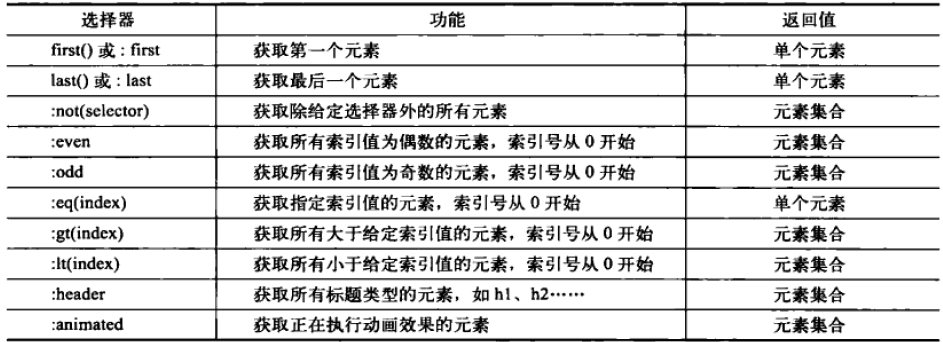 选择器 功能 返回值
first() 或 : first 获取第一个元素 单个元素
last() 或 : last 获取最后一个元素 单个元素
:not(selector) 获取除给定选择器外的所有元素 元素集合
:even 获取所有索引值为偶数的元素，索引号从 0 开始 元素集合
:odd 获取所有索引值为奇数的元素，索引号从 0 开始 元素集合
:eq(index) 获取指定索引值的元素，索引号从 0 开始 单个元素
:gt(index) 获取所有大于给定索引值的元素，索引号从 0 开始 元素集合
:lt(index) 获取所有小于给定索引值的元素，索引号从 0 开始 元素集合
:header 获取所有标题类型的元素，如 h1、h2…… 元素集合
:animated 获取正在执行动画效果的元素 元素集合